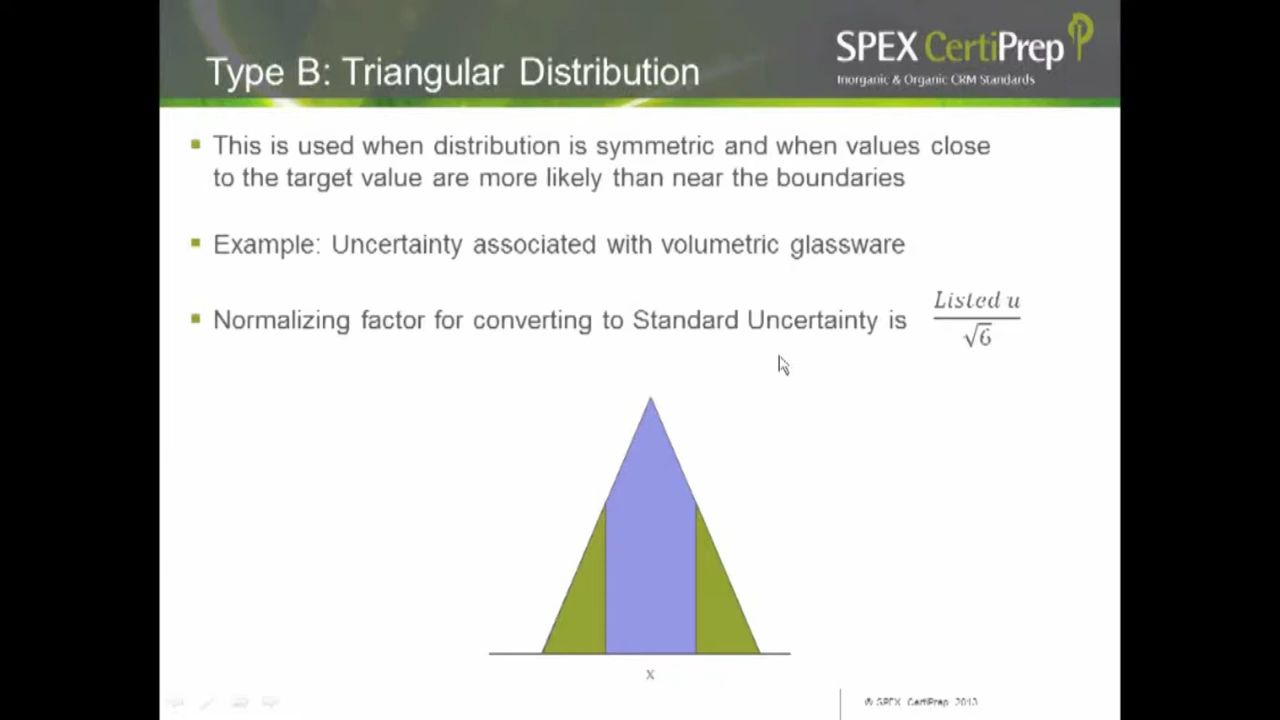 SPEX CertiPrep
Inorganic & Organic CRM Standards
Type B: Triangular Distribution
This is used when distribution is symmetric and when values close
to the target value are more likely than near the boundaries
Example: Uncertainty associated with volumetric glassware
Normalizing factor for converting to Standard Uncertainty is
Listed u
√6
x
© SPEX CertiPrep 2013